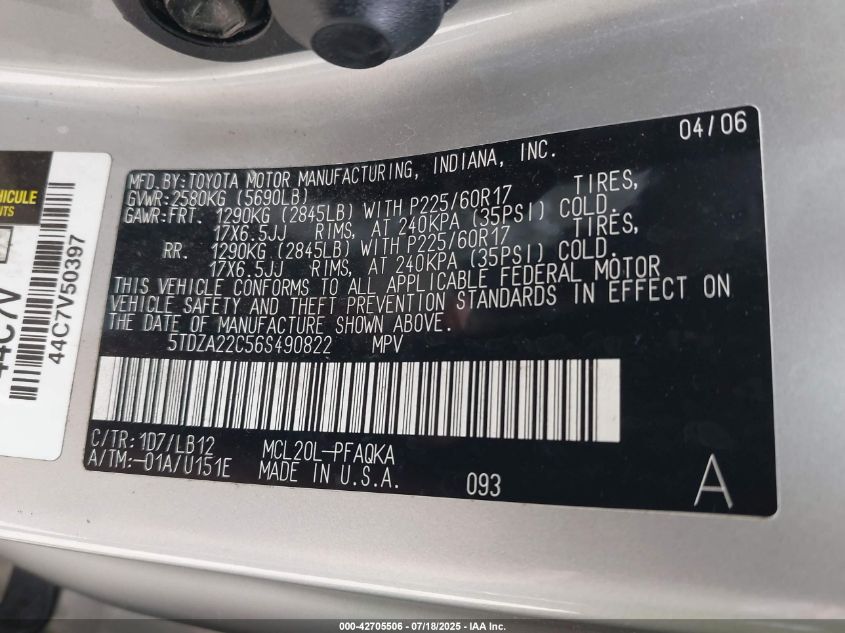 04/06
MFD.BY:TOYOTA MOTOR MANUFACTURING, INDIANA, INC.
GVWR:2580KG (5690LB)
GAWR:FRT. 1290KG (2845LB) WITH P225/60R17 TIRES,
17X6.5JJ RIMS, AT 240KPA (35PSI) COLD.
RR. 1290KG (2845LB) WITH P225/60R17 TIRES,
17X6.5JJ RIMS, AT 240KPA (35PSI) COLD.
THIS VEHICLE CONFORMS TO ALL APPLICABLE FEDERAL MOTOR
VEHICLE SAFETY AND THEFT PREVENTION STANDARDS IN EFFECT ON
THE DATE OF MANUFACTURE SHOWN ABOVE.
5TDZA22C56S490822 MPV
C/TR:1D7/LB12 MCL20L-PFAQKA
A/TM:-01A/U151E MADE IN U.S.A. 093 A
VEHICULE
44C7V
44C7V50397
000-42705506 - 07/18/2025 - IAA Inc.